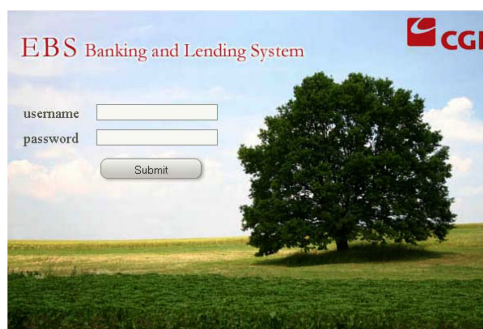 EBS Banking and Lending System
CGI
username
password
Submit